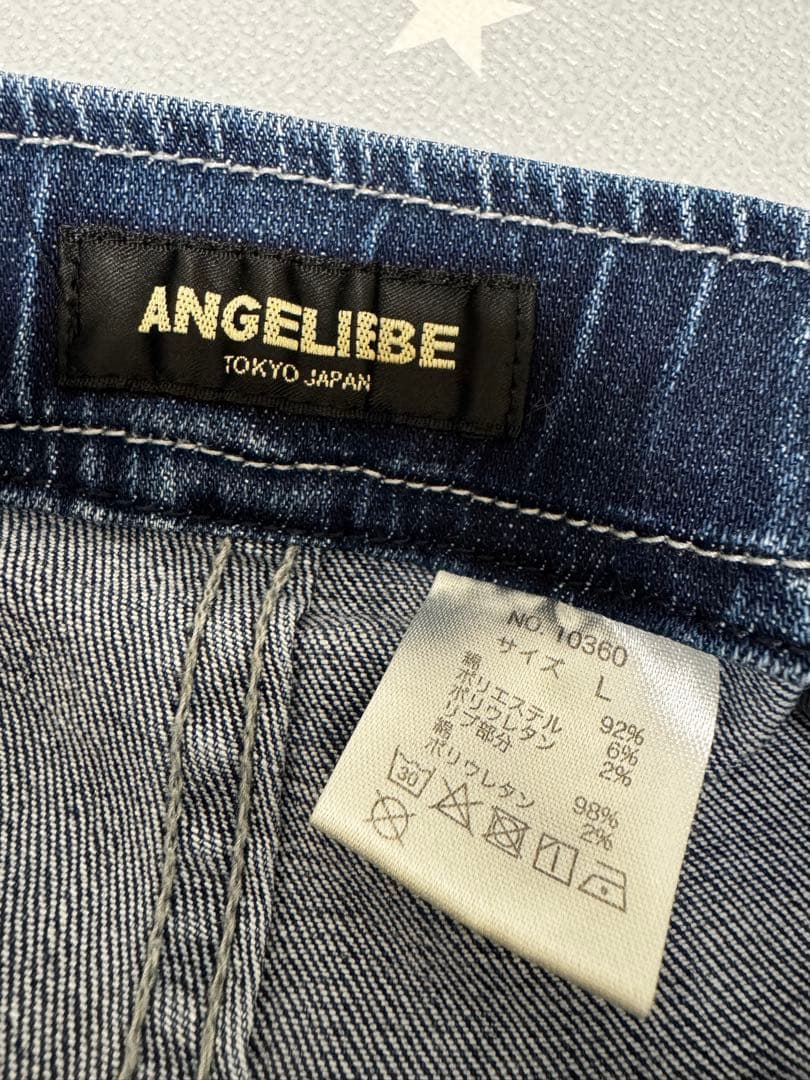 ANGELIEBE
TOKYO JAPAN
NO. 10360
サイズ L
綿 92%
ポリエステル 6%
ポリウレタン 2%
リブ部分
綿 98%
ポリウレタン 2%
30